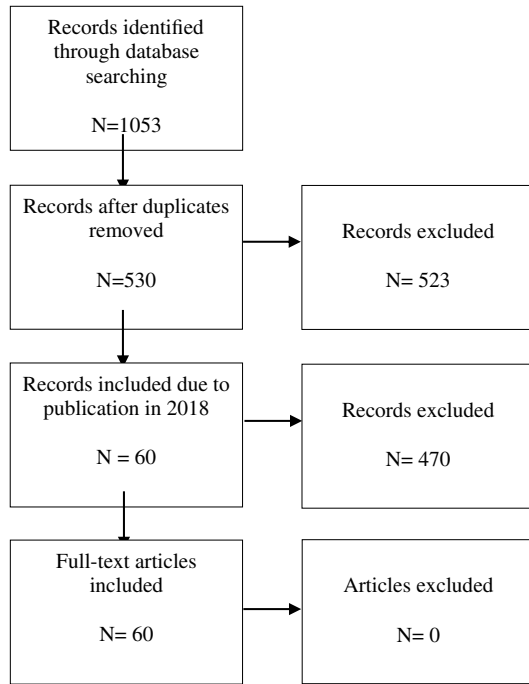 Records identified
through database
searching
N=1053
Records after duplicates
removed
N=530
Records excluded
N= 523
Records included due to
publication in 2018
N = 60
Records excluded
N= 470
Full-text articles
included
N= 60
Articles excluded
N= 0